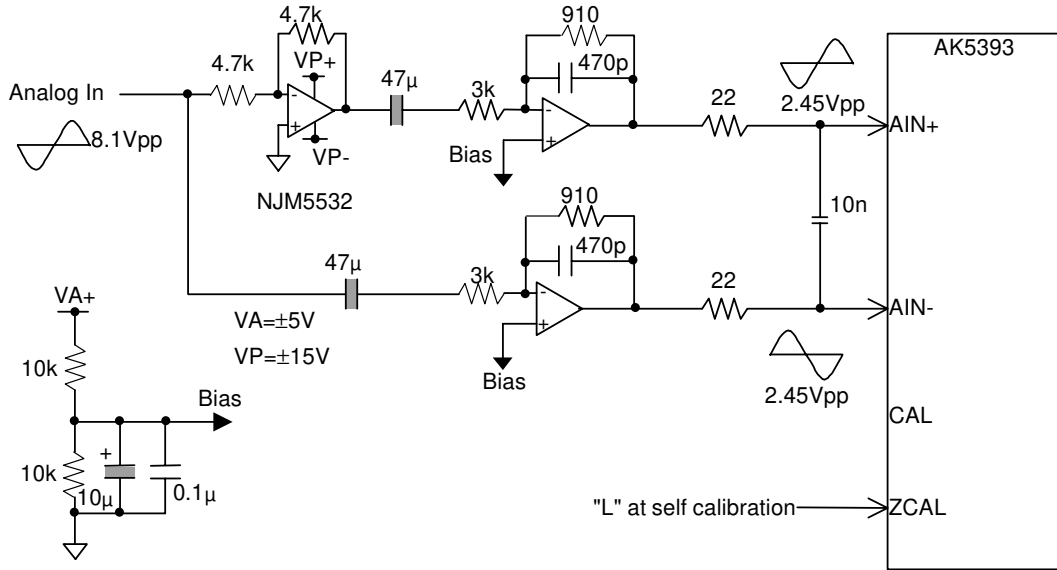 4.7k
910
AK5393
4.7k
VP+
47µ
3k
470p
22
2.45Vpp
Analog In
8.1Vpp
-
+
-
+
AIN+
VP-
Bias
NJM5532
910
10n
47µ
3k
470p
22
VA+
VA=±5V
-
+
AIN-
VP=±15V
10k
Bias
2.45Vpp
Bias
CAL
+
10k
10µ
0.1µ
"L" at self calibration
ZCAL